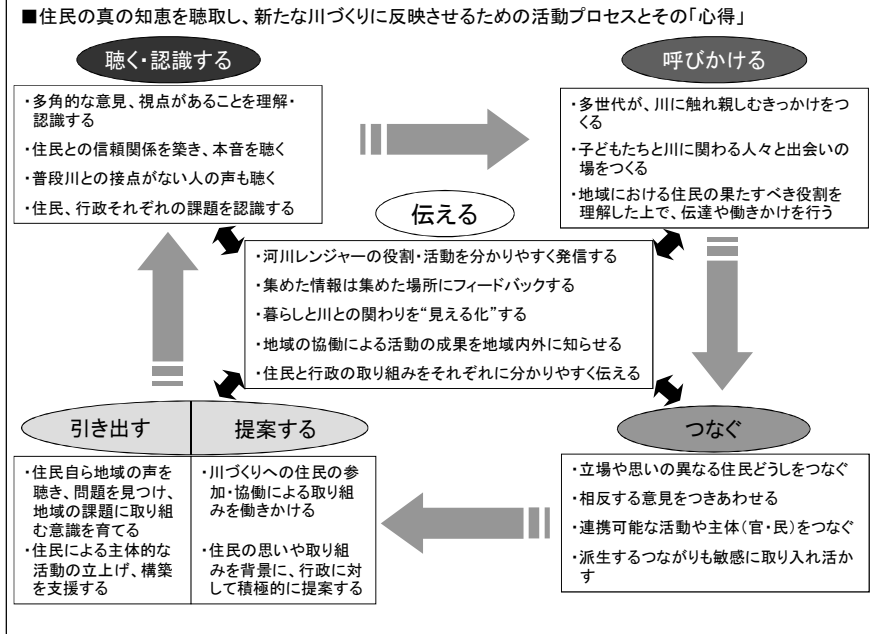 ■住民の真の知恵を聴取し、新たな川づくりに反映させるための活動プロセスとその「心得」
聴く・認識する
・多角的な意見、視点があることを理解・
認識する
・住民との信頼関係を築き、本音を聴く
・普段川との接点がない人の声も聴く
・住民、行政それぞれの課題を認識する
呼びかける
・多世代が、川に触れ親しむきっかけをつ
くる
・子どもたちと川に関わる人々と出会いの
場をつくる
・地域における住民の果たすべき役割を
理解した上で、伝達や働きかけを行う
伝える
・河川レンジャーの役割・活動を分かりやすく発信する
・集めた情報は集めた場所にフィードバックする
・暮らしと川との関わりを“見える化”する
・地域の協働による活動の成果を地域内外に知らせる
・住民と行政の取り組みをそれぞれに分かりやすく伝える
引き出す
・住民自ら地域の声を
聴き、問題を見つけ、
地域の課題に取り組
む意識を育てる
・住民による主体的な
活動の立上げ、構築
を支援する
提案する
・川づくりへの住民の参
加・協働による取り組
みを働きかける
・住民の思いや取り組
みを背景に、行政に対
して積極的に提案する
つなぐ
・立場や思いの異なる住民どうしをつなぐ
・相反する意見をつきあわせる
・連携可能な活動や主体(官・民)をつなぐ
・派生するつながりも敏感に取り入れ活か
す